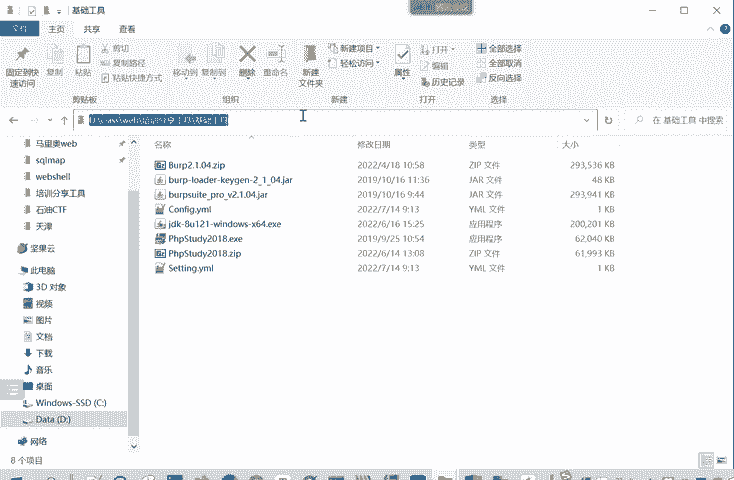 基础工具
主页 共享 查看
固定到快速访问
复制
粘贴
剪切
复制路径
粘贴快捷方式
剪贴板
移动到
复制到
删除
重命名
组织
新建文件夹
新建项目
轻松访问
新建
属性
打开
编辑
历史记录
打开
全部选择
全部取消
反向选择
选择
在 基础工具 中搜索
马里奥web
sqlmap
webshell
培训分享工具
石油CTF
天津
坚果云
此电脑
3D 对象
视频
图片
文档
下载
音乐
桌面
Windows-SSD (C:)
Data (D:)
网络
名称 修改日期 类型 大小
Burp2.1.04.zip 2022/4/18 10:58 ZIP 文件 293,536 KB
burp-loader-keygen-2_1_04.jar 2019/10/16 11:36 JAR 文件 48 KB
burpsuite_pro_v2.1.04.jar 2019/10/16 9:44 JAR 文件 293,941 KB
Config.yml 2022/7/14 9:13 YML 文件 1 KB
jdk-8u121-windows-x64.exe 2022/6/16 15:25 应用程序 200,201 KB
PhpStudy2018.exe 2019/9/25 10:54 应用程序 62,040 KB
PhpStudy2018.zip 2022/6/14 13:08 ZIP 文件 61,993 KB
Setting.yml 2022/7/14 9:13 YML 文件 1 KB
8 个项目